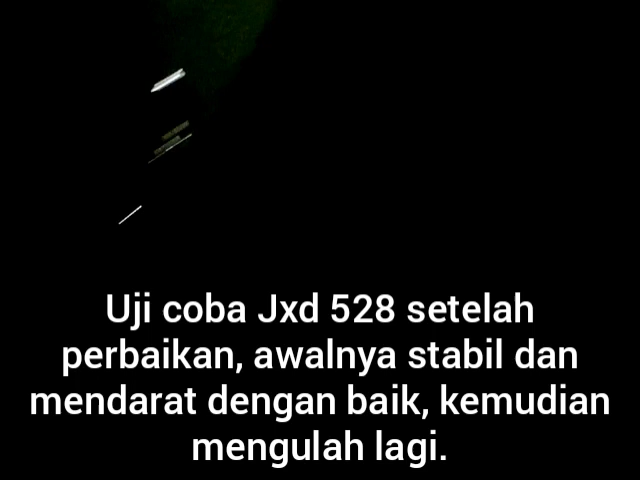 Uji coba Jxd 528 setelah
perbaikan, awalnya stabil dan
mendarat dengan baik, kemudian
mengulah lagi.